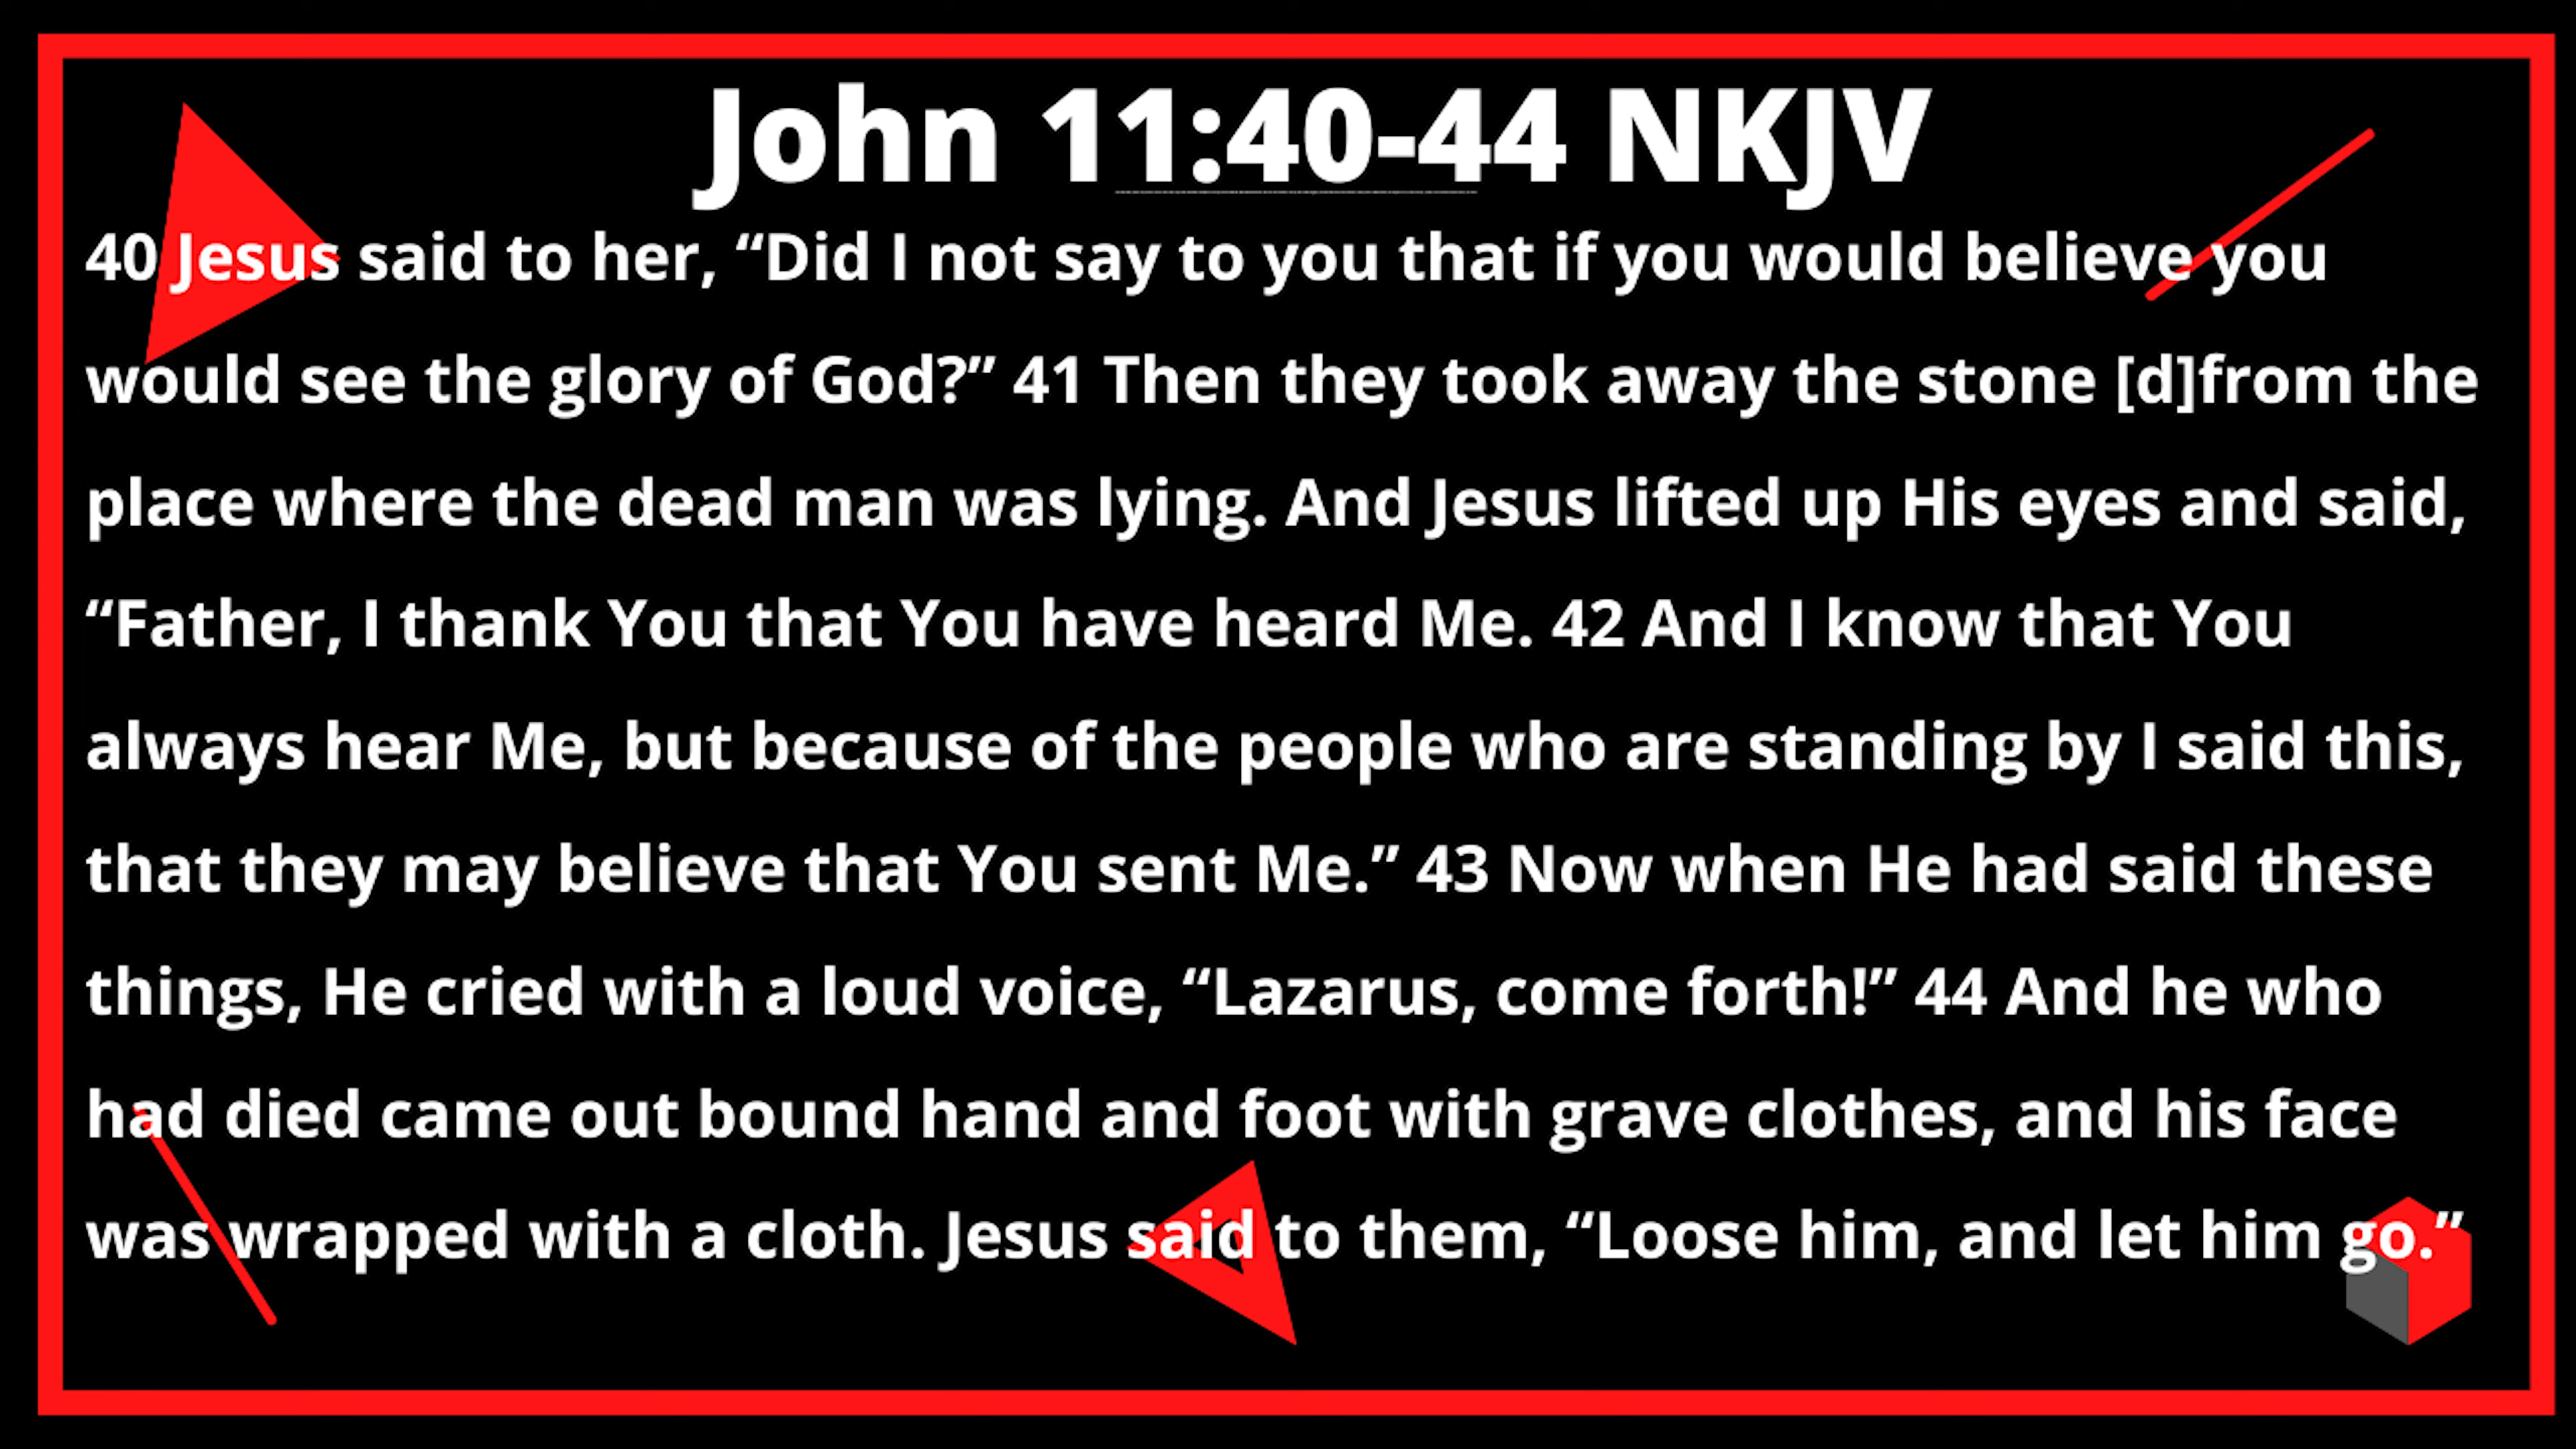 John 11:40-44 NKJV
40 Jesus said to her, “Did I not say to you that if you would believe you
would see the glory of God?” 41 Then they took away the stone [d]from the
place where the dead man was lying. And Jesus lifted up His eyes and said,
“Father, I thank You that You have heard Me. 42 And I know that You
always hear Me, but because of the people who are standing by I said this,
that they may believe that You sent Me.” 43 Now when He had said these
things, He cried with a loud voice, “Lazarus, come forth!” 44 And he who
had died came out bound hand and foot with grave clothes, and his face
was wrapped with a cloth. Jesus said to them, “Loose him, and let him go.”